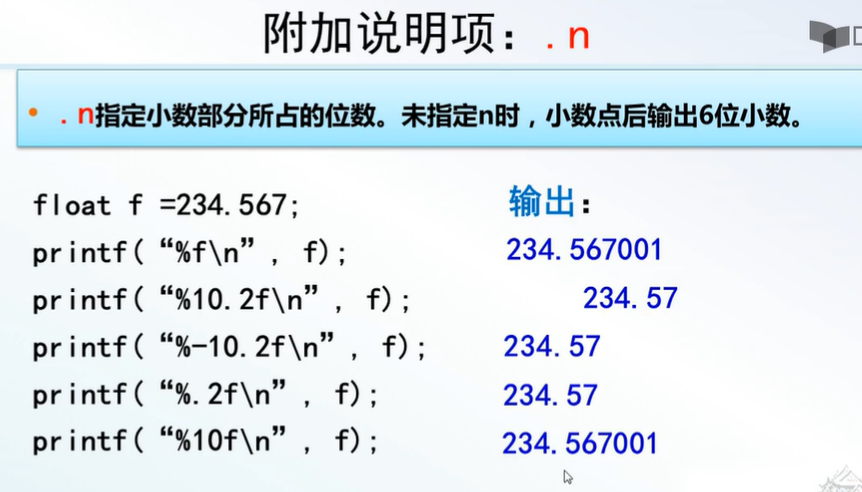 附加说明项：.n
• .n指定小数部分所占的位数。未指定n时，小数点后输出6位小数。
float f =234.567;
输出：
printf(“%f\n”, f);
234.567001
printf(“%10.2f\n”, f);
234.57
printf(“%-10.2f\n”, f);
234.57
printf(“%.2f\n”, f);
234.57
printf(“%10f\n”, f);
234.567001